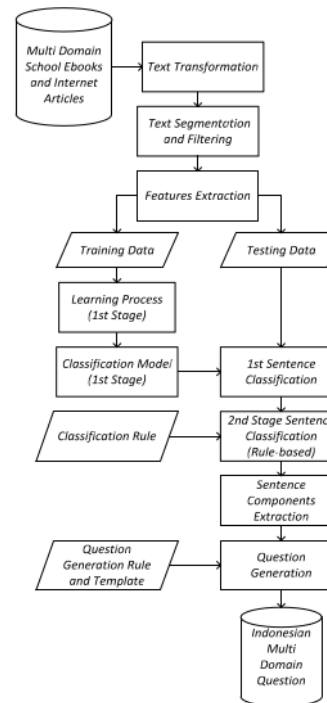 Multi Domain
School Ebooks
and Internet
Articles
Text Transformation
Text Segmentation
and Filtering
Features Extraction
Training Data
Testing Data
Learning Process
(1st Stage)
Classification Model
(1st Stage)
1st Sentence
Classification
Classification Rule
2nd Stage Sentenc
Classification
(Rule-based)
Sentence
Components
Extraction
Question
Generation Rule
and Template
Question
Generation
Indonesian
Multi
Domain
Question